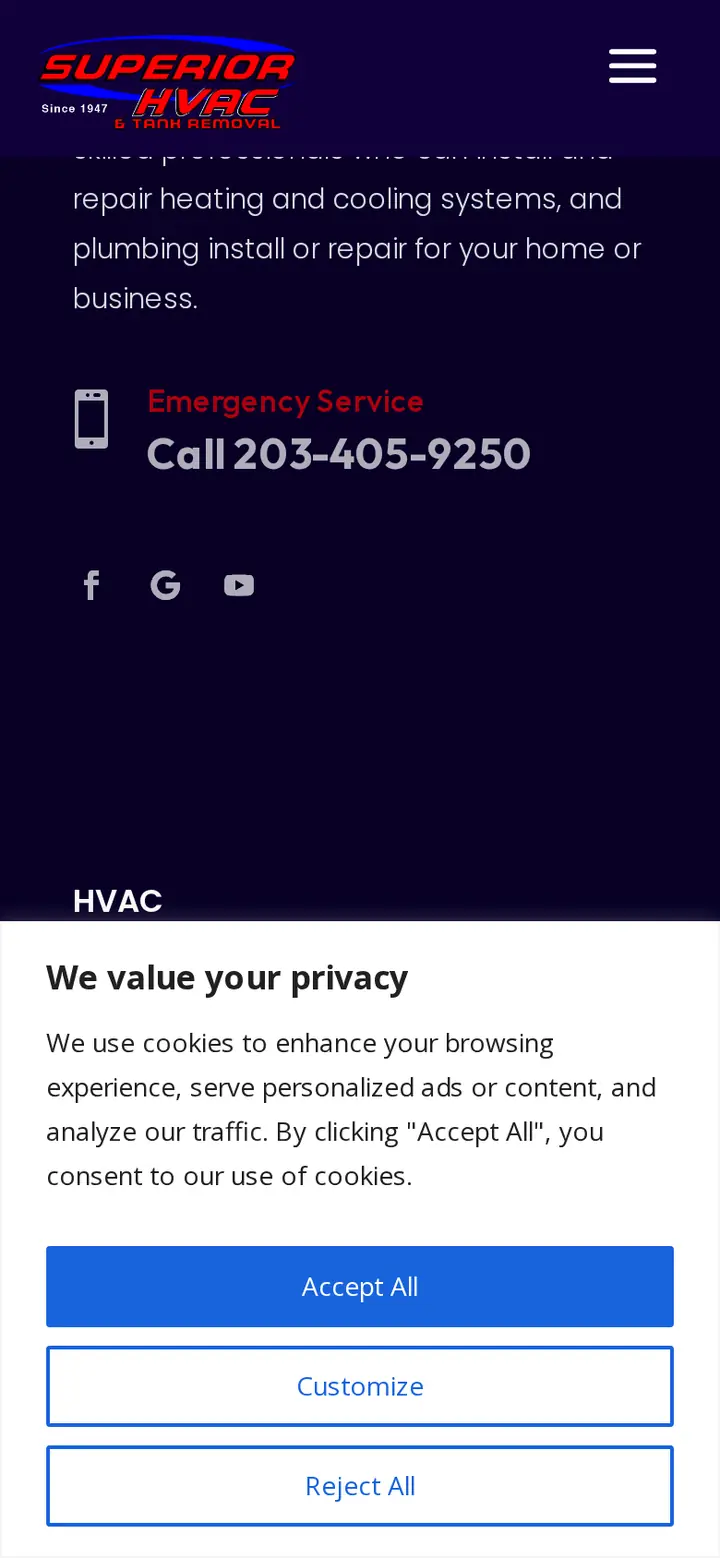 SUPERIOR
HVAC
Since 1947
& TANK REMOVAL
repair heating and cooling systems, and
plumbing install or repair for your home or
business.
Emergency Service
Call 203-405-9250
HVAC
We value your privacy
We use cookies to enhance your browsing
experience, serve personalized ads or content, and
analyze our traffic. By clicking "Accept All", you
consent to our use of cookies.
Accept All
Customize
Reject All